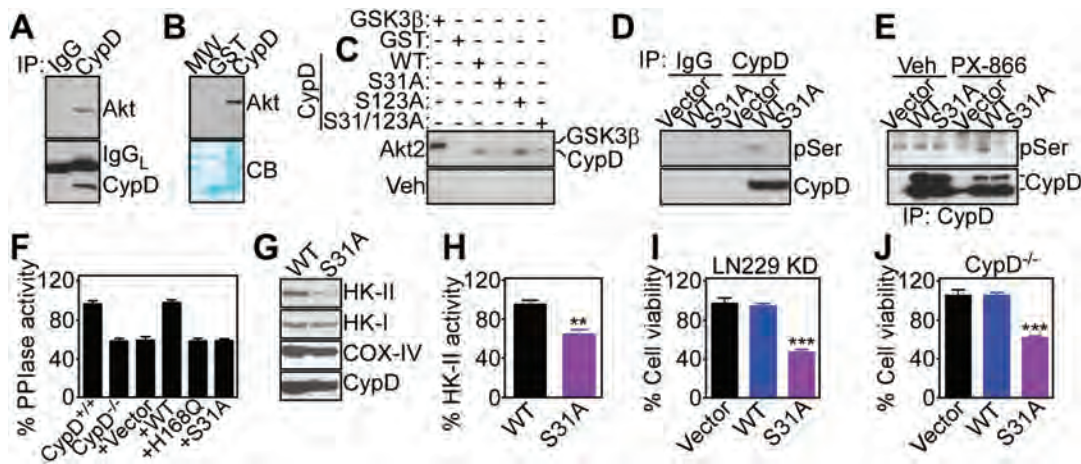 A
IP: IgG CypD
Akt
IgGL
CypD
B
MW GST CypD
Akt
CB
C
CypD
GSK3β + - - - - -
GST - + - - - -
WT - - + - - -
S31A - - - + - -
S123A - - - - + -
S31/123A - - - - - +
Akt2
GSK3β
CypD
Veh
D
IP: IgG CypD
Vector WT S31A Vector WT S31A
pSer
CypD
E
Veh PX-866
Vector WT S31A Vector WT S31A
pSer
CypD
IP: CypD
F
% PPIase activity
120
80
40
0
CypD+/+ CypD-/- +Vector +WT +H168Q +S31A
G
WT S31A
HK-II
HK-I
COX-IV
CypD
H
% HK-II activity
120
80
40
0
**
WT S31A
I
LN229 KD
% Cell viability
120
80
40
0
***
Vector WT S31A
J
CypD-/-
% Cell viability
120
80
40
0
***
Vector WT S31A